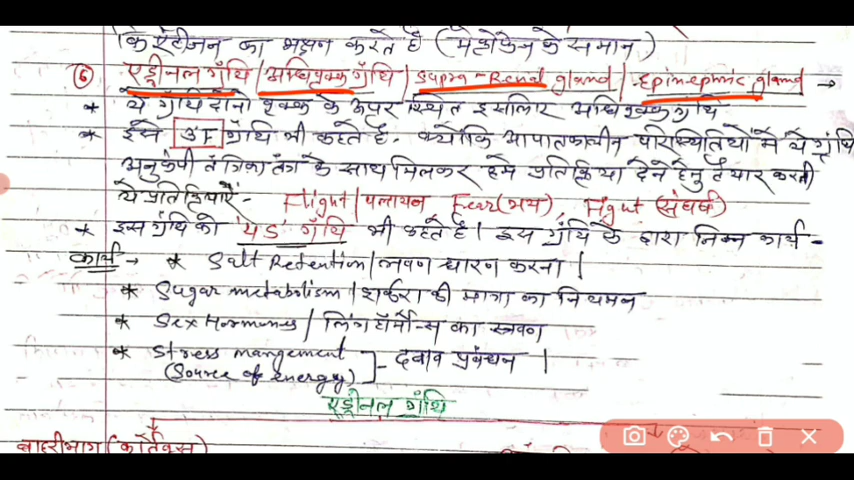 कि एंटीजन का भक्षण करते हैं (मेक्रोफेज के समान)
⑥ एड्रीनल ग्रंथि / अधिवृक्क ग्रंथि / Supra-Renal gland / Epinephric gland →
* ये ग्रंथि दोनों वृक्क के ऊपर स्थित इसलिए अधिवृक्क ग्रंथि
* इसे 3F ग्रंथि भी कहते हैं. क्योंकि आपातकालीन परिस्थितियों में ये ग्रंथि
अनुकंपी तंत्रिका तंत्र के साथ मिलकर हमें प्रतिक्रिया देने हेतु तैयार करती
ये प्रतिक्रियाएँ- Flight/पलायन Fear(भय), Fight (संघर्ष)
* इस ग्रंथि को '4S' ग्रंथि भी कहते हैं। इस ग्रंथि के द्वारा निम्न कार्य -
कार्य → * Salt Retention/लवण धारण करना।
* Sugar metabolism/शर्करा की मात्रा का नियमन
* Sex Hormones/ लिंग हॉर्मोन्स का स्त्रवण
* Stress mangement
(Source of energy) ]- दबाव प्रबंधन।
एड्रीनल ग्रंथि
बाहरीभाग (कॉर्टेक्स)